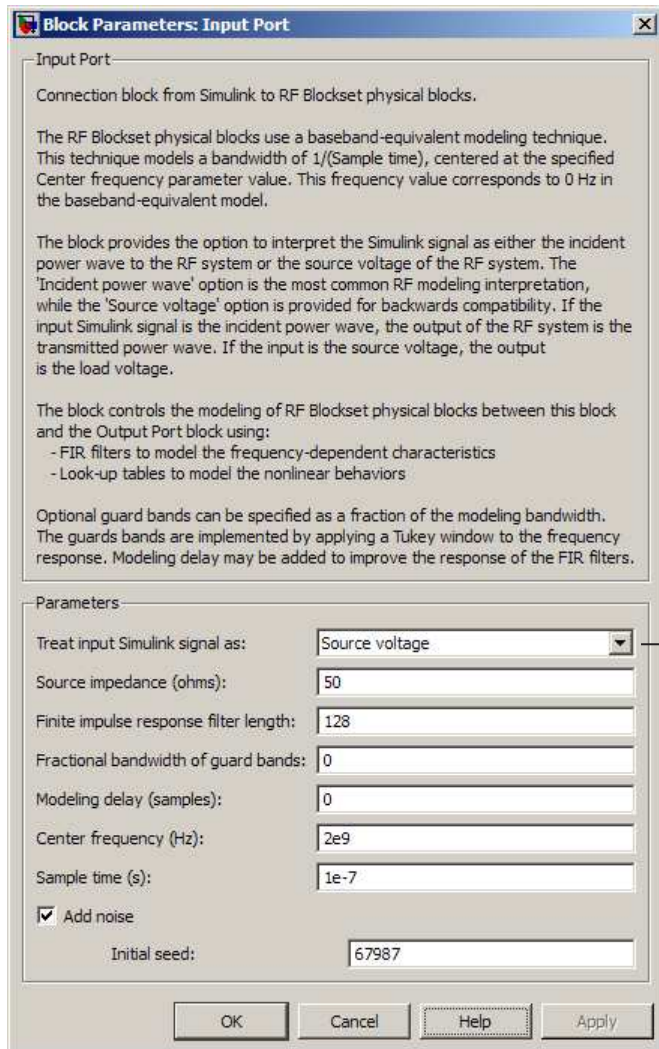 Block Parameters: Input Port
Input Port
Connection block from Simulink to RF Blockset physical blocks.
The RF Blockset physical blocks use a baseband-equivalent modeling technique.
This technique models a bandwidth of 1/(Sample time), centered at the specified
Center frequency parameter value. This frequency value corresponds to 0 Hz in
the baseband-equivalent model.
The block provides the option to interpret the Simulink signal as either the incident
power wave to the RF system or the source voltage of the RF system. The
'Incident power wave' option is the most common RF modeling interpretation,
while the 'Source voltage' option is provided for backwards compatibility. If the
input Simulink signal is the incident power wave, the output of the RF system is the
transmitted power wave. If the input is the source voltage, the output
is the load voltage.
The block controls the modeling of RF Blockset physical blocks between this block
and the Output Port block using:
- FIR filters to model the frequency-dependent characteristics
- Look-up tables to model the nonlinear behaviors
Optional guard bands can be specified as a fraction of the modeling bandwidth.
The guards bands are implemented by applying a Tukey window to the frequency
response. Modeling delay may be added to improve the response of the FIR filters.
Parameters
Treat input Simulink signal as: Source voltage
Source impedance (ohms): 50
Finite impulse response filter length: 128
Fractional bandwidth of guard bands: 0
Modeling delay (samples): 0
Center frequency (Hz): 2e9
Sample time (s): 1e-7
Add noise
Initial seed: 67987
OK Cancel Help Apply